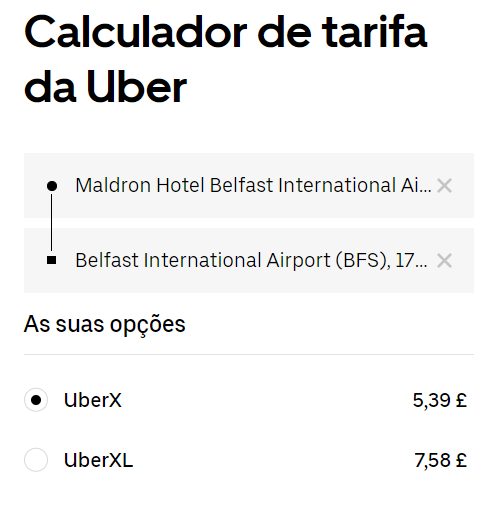 Calculador de tarifa
da Uber
Maldron Hotel Belfast International Ai...
Belfast International Airport (BFS), 17...
As suas opções
UberX 5,39 £
UberXL 7,58 £